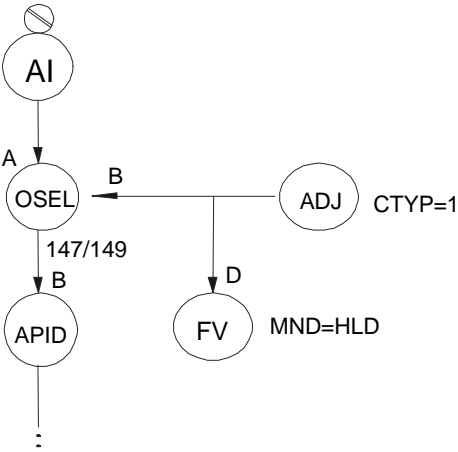 AI
A
B
OSEL
ADJ
CTYP=1
147/149
B
D
APID
FV
MND=HLD